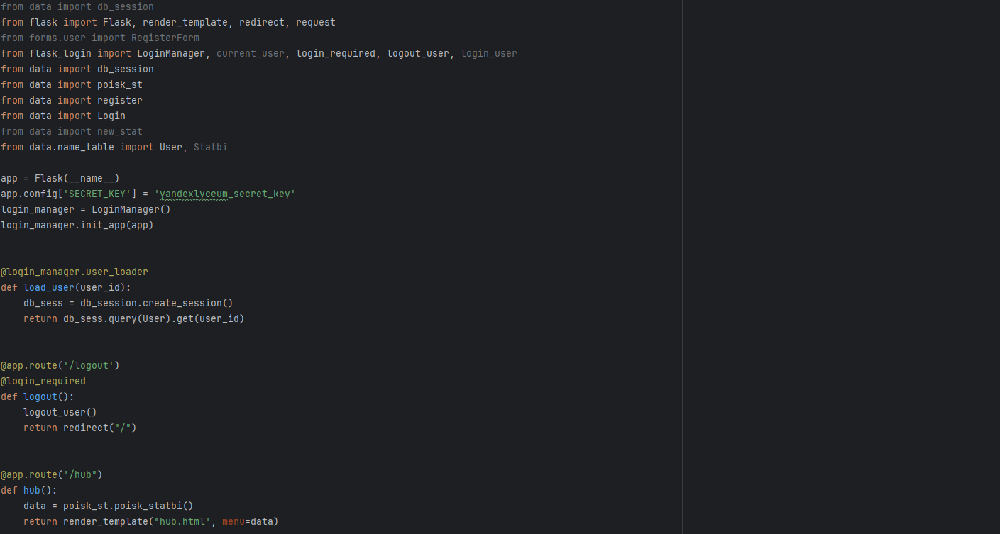 from data import db_session
from flask import Flask, render_template, redirect, request
from forms.user import RegisterForm
from flask_login import LoginManager, current_user, login_required, logout_user, login_user
from data import db_session
from data import poisk_st
from data import register
from data import Login
from data import new_stat
from data.name_table import User, Statbi
app = Flask(__name__)
app.config['SECRET_KEY'] = 'yandexlyceum_secret_key'
login_manager = LoginManager()
login_manager.init_app(app)
@login_manager.user_loader
def load_user(user_id):
    db_sess = db_session.create_session()
    return db_sess.query(User).get(user_id)
@app.route('/logout')
@login_required
def logout():
    logout_user()
    return redirect("/")
@app.route("/hub")
def hub():
    data = poisk_st.poisk_statbi()
    return render_template("hub.html", menu=data)